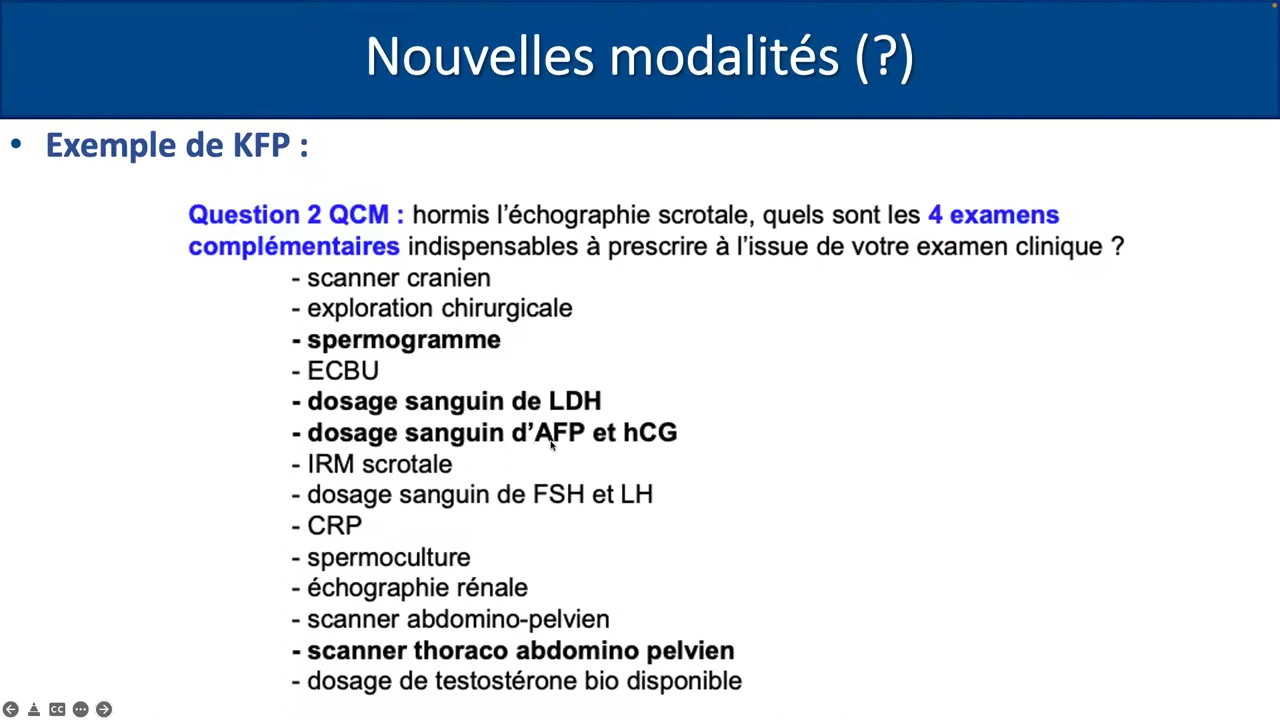 Nouvelles modalités (?)
• Exemple de KFP :
Question 2 QCM : hormis l'échographie scrotale, quels sont les 4 examens
complémentaires indispensables à prescrire à l'issue de votre examen clinique ?
- scanner cranien
- exploration chirurgicale
- spermogramme
- ECBU
- dosage sanguin de LDH
- dosage sanguin d'AFP et hCG
- IRM scrotale
- dosage sanguin de FSH et LH
- CRP
- spermoculture
- échographie rénale
- scanner abdomino-pelvien
- scanner thoraco abdomino pelvien
- dosage de testostérone bio disponible
CC